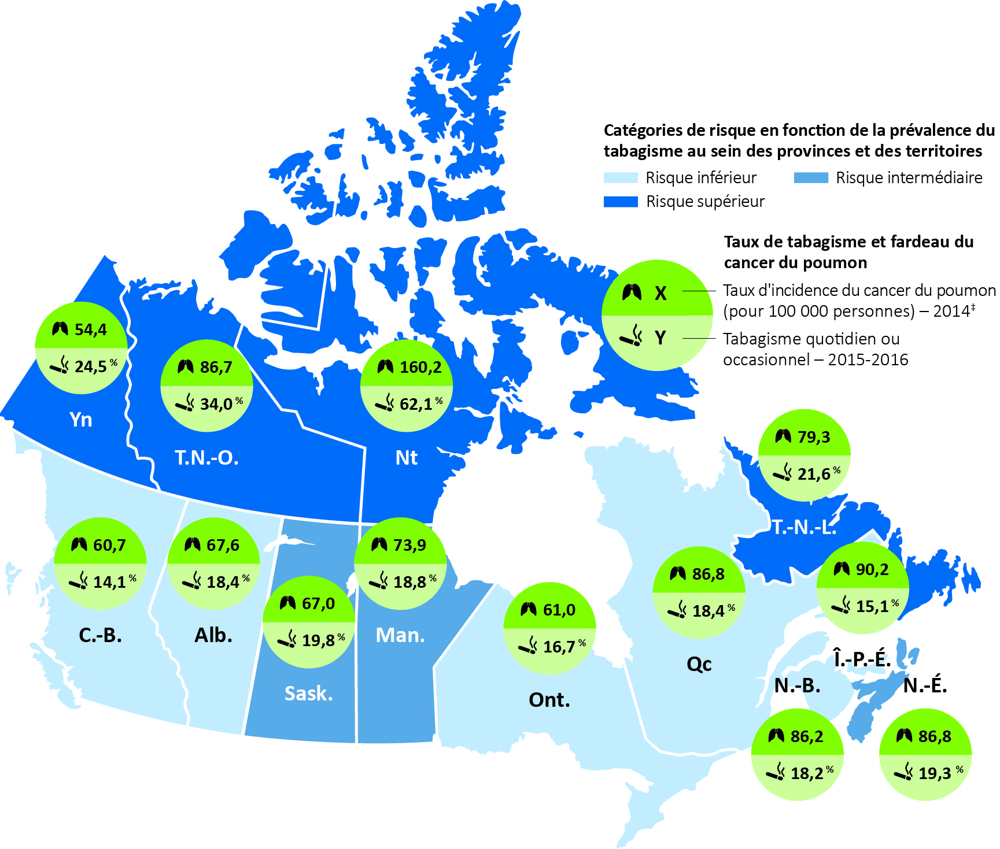 Catégories de risque en fonction de la prévalence du
tabagisme au sein des provinces et des territoires
Risque inférieur
Risque intermédiaire
Risque supérieur
Taux de tabagisme et fardeau du
cancer du poumon
X
Taux d'incidence du cancer du poumon
(pour 100 000 personnes) – 2014‡
Y
Tabagisme quotidien ou
occasionnel – 2015-2016
54,4
24,5 %
Yn
86,7
34,0 %
T.N.-O.
160,2
62,1 %
Nt
79,3
21,6 %
T.-N.-L.
60,7
14,1 %
C.-B.
67,6
18,4 %
Alb.
67,0
19,8 %
Sask.
73,9
18,8 %
Man.
61,0
16,7 %
Ont.
86,8
18,4 %
Qc
90,2
15,1 %
Î.-P.-É.
N.-B.
86,2
18,2 %
N.-É.
86,8
19,3 %